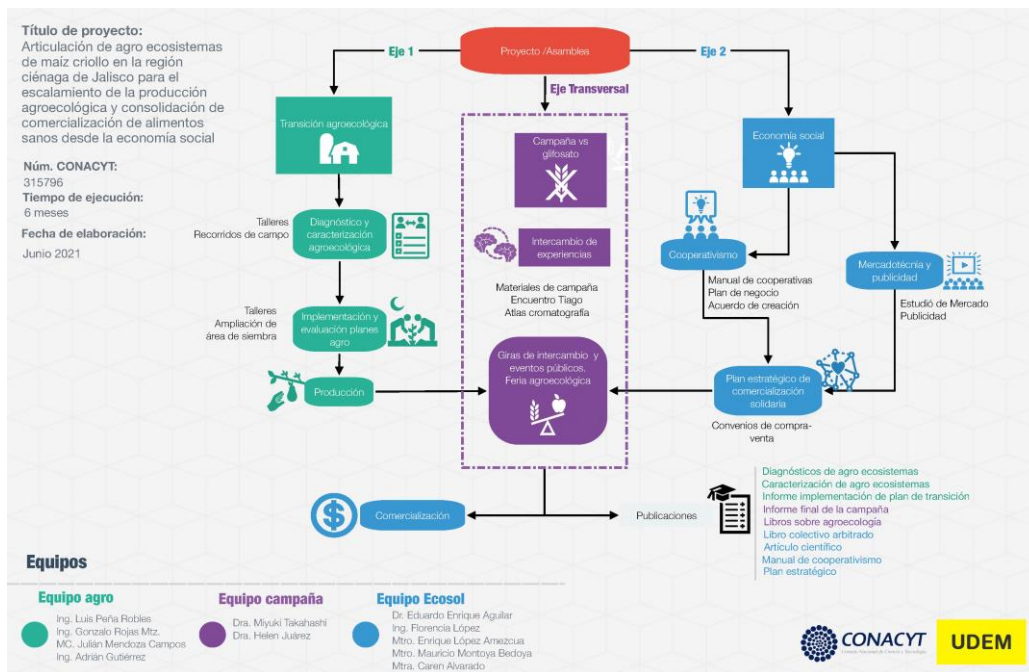 Título de proyecto:
Articulación de agro ecosistemas
de maíz criollo en la región
ciénaga de Jalisco para el
escalamiento de la producción
agroecológica y consolidación de
comercialización de alimentos
sanos desde la economía social
Núm. CONACYT:
315796
Tiempo de ejecución:
6 meses
Fecha de elaboración:
Junio 2021
Proyecto /Asamblea
Eje 1
Eje 2
Eje Transversal
Transición agroecológica
Talleres
Recorridos de campo
Diagnóstico y
caracterización
agroecológica
Talleres
Ampliación de
área de siembra
Implementación y
evaluación planes
agro
Producción
Campaña vs
glifosato
Intercambio de
experiencias
Materiales de campaña
Encuentro Tiago
Atlas cromatografía
Giras de intercambio y
eventos públicos.
Feria agroecológica
Economía social
Cooperativismo
Manual de cooperativas
Plan de negocio
Acuerdo de creación
Mercadotécnia y
publicidad
Estudió de Mercado
Publicidad
Plan estratégico de
comercialización
solidaria
Convenios de compra-
venta
Comercialización
Publicaciones
Diagnósticos de agro ecosistemas
Caracterización de agro ecosistemas
Informe implementación de plan de transición
Informe final de la campaña
Libros sobre agroecología
Libro colectivo arbitrado
Artículo científico
Manual de cooperativismo
Plan estratégico
Equipos
Equipo agro
Ing. Luis Peña Robles
Ing. Gonzalo Rojas Mtz.
MC. Julián Mendoza Campos
Ing. Adrián Gutiérrez
Equipo campaña
Dra. Miyuki Takahashi
Dra. Helen Juárez
Equipo Ecosol
Dr. Eduardo Enrique Aguilar
Ing. Florencia López
Mtro. Enrique López Amezcua
Mtro. Mauricio Montoya Bedoya
Mtra. Caren Alvarado
CONACYT
Consejo Nacional de Ciencia y Tecnología
UDEM